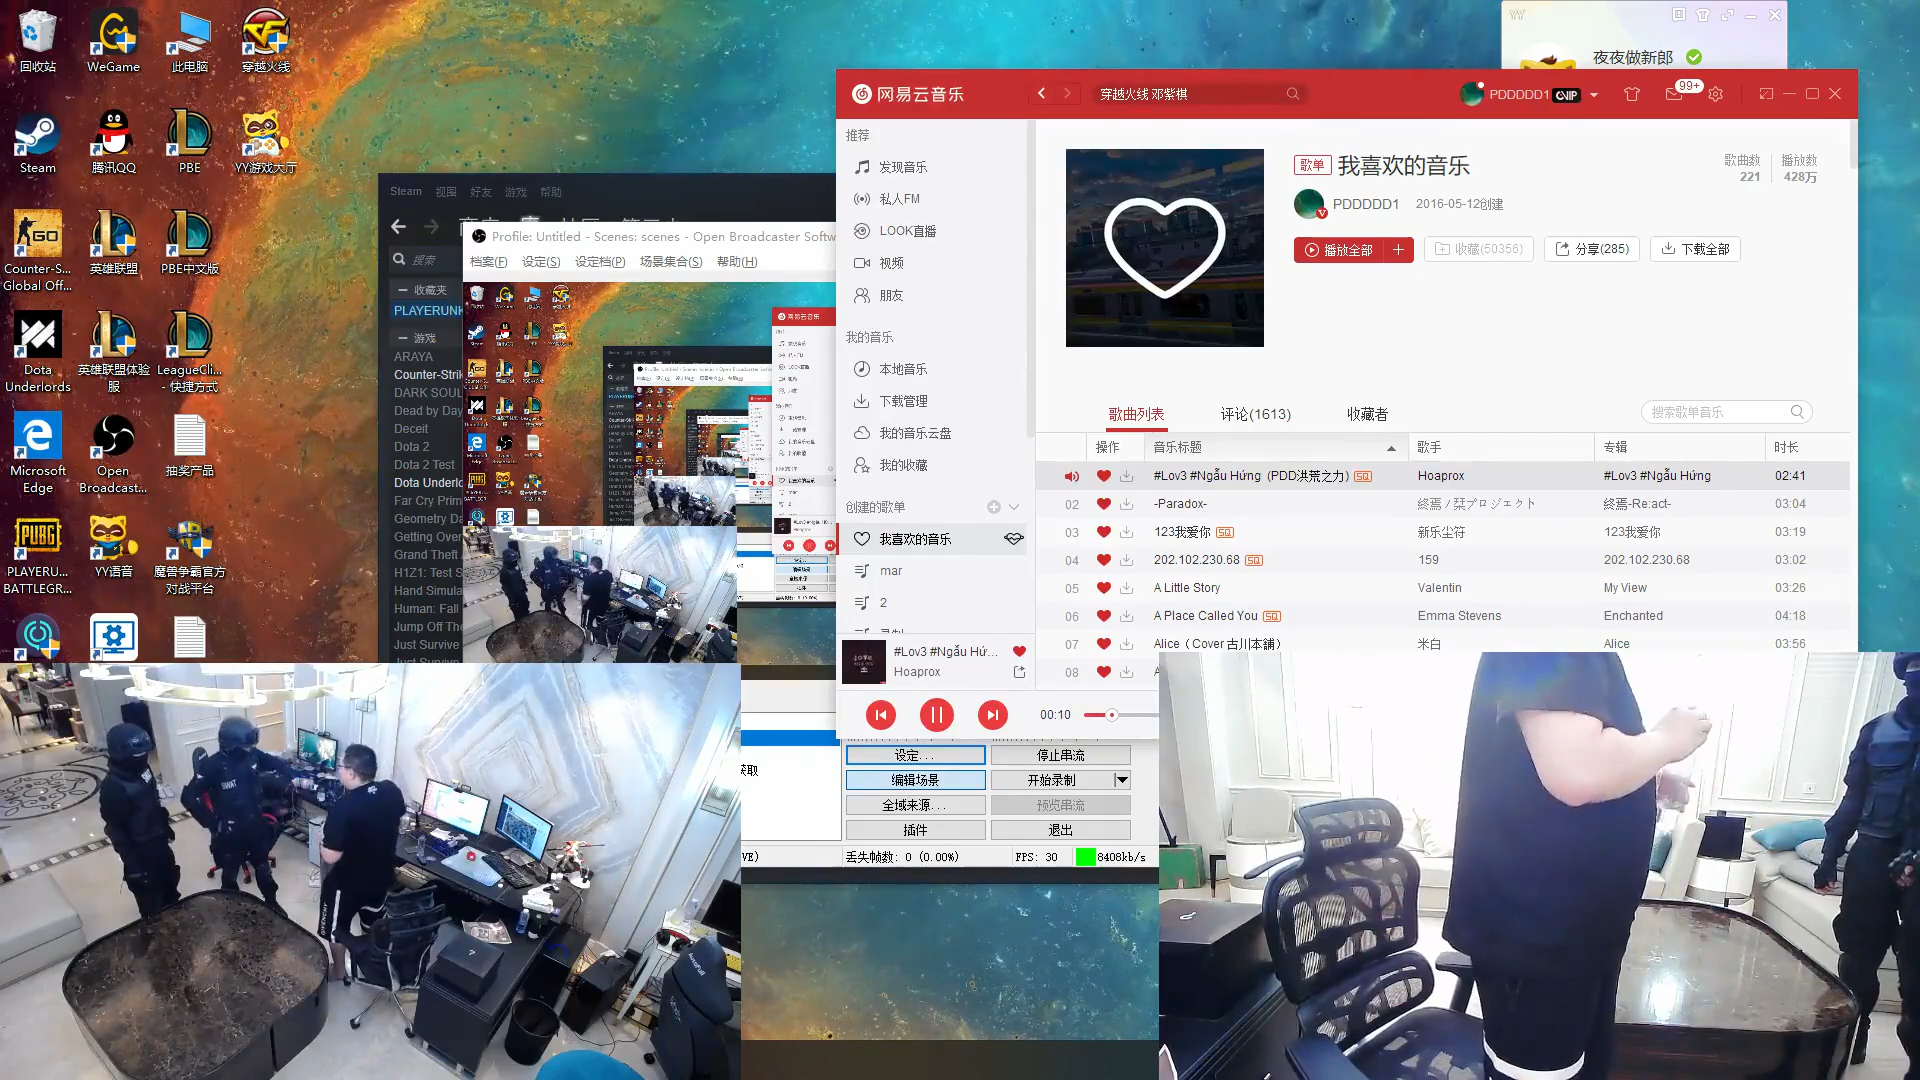 回收站
WeGame
此电脑
穿越火线
Steam
腾讯QQ
PBE
YY游戏大厅
Counter-S...
Global Off...
英雄联盟
PBE中文版
Dota
Underlords
英雄联盟体验
服
LeagueCli...
- 快捷方式
Microsoft
Edge
Open
Broadcast...
抽奖产品
PLAYERU...
BATTLEGR...
YY语音
魔兽争霸官方
对战平台
Steam 视图 好友 游戏 帮助
搜索
收藏夹
PLAYERUNK
游戏
ARAYA
Counter-Strik
DARK SOUL
Dead by Day
Deceit
Dota 2
Dota 2 Test
Dota Underlo
Far Cry Prim
Geometry Da
Getting Over
Grand Theft
H1Z1: Test S
Hand Simula
Human: Fall
Jump Off The
Just Survive
Profile: Untitled - Scenes: scenes - Open Broadcaster Softw
档案(F) 设定(S) 设定档(P) 场景集合(S) 帮助(H)
YY
夜夜做新郎
网易云音乐
穿越火线 邓紫棋
PDDDDD1
99+
推荐
发现音乐
私人FM
LOOK直播
视频
朋友
我的音乐
本地音乐
下载管理
我的音乐云盘
我的收藏
创建的歌单
我喜欢的音乐
mar
2
歌单 我喜欢的音乐
歌曲数 播放数
221 428万
PDDDDD1 2016-05-12创建
播放全部 + 收藏(50356) 分享(285) 下载全部
歌曲列表 评论(1613) 收藏者 搜索歌单音乐
操作 音乐标题 歌手 专辑 时长
#Lov3 #Ngẫu Hứng (PDD洪荒之力) SQ Hoaprox #Lov3 #Ngẫu Hứng 02:41
02 -Paradox- 終焉ノ栞プロジェクト 終焉-Re:act- 03:04
03 123我爱你 SQ 新乐尘符 123我爱你 03:19
04 202.102.230.68 SQ 159 202.102.230.68 03:02
05 A Little Story Valentin My View 03:26
06 A Place Called You SQ Emma Stevens Enchanted 04:18
07 Alice（Cover 古川本舗） 米白 Alice 03:56
08
#Lov3 #Ngẫu Hứ...
Hoaprox
00:10
设定... 停止串流
编辑场景 开始录制
全域来源... 预览串流
插件 退出
丢失帧数: 0 (0.00%) FPS: 30 8408kb/s
SWAT